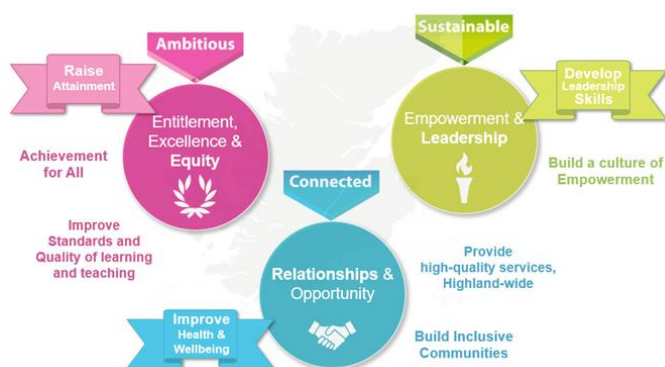 Ambitious
Raise
Attainment
Entitlement,
Excellence &
Equity
Achievement
for All
Improve
Standards and
Quality of learning
and teaching
Sustainable
Develop
Leadership
Skills
Empowerment &
Leadership
Build a culture of
Empowerment
Connected
Relationships &
Opportunity
Improve
Health &
Wellbeing
Provide
high-quality services,
Highland-wide
Build Inclusive
Communities